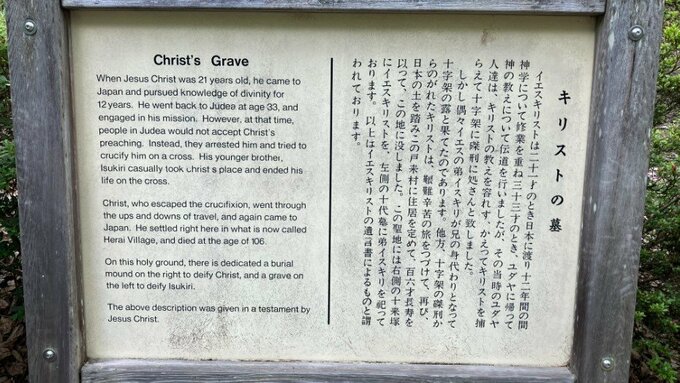 Christ's Grave
When Jesus Christ was 21 years old, he came to
Japan and pursued knowledge of divinity for
12 years. He went back to Judea at age 33, and
engaged in his mission. However, at that time,
people in Judea would not accept Christ's
preaching. Instead, they arrested him and tried to
crucify him on a cross. His younger brother,
Isukiri casually took christ s place and ended his
life on the cross.
Christ, who escaped the crucifixion, went through
the ups and downs of travel, and again came to
Japan. He settled right here in what is now called
Herai Village, and died at the age of 106.
On this holy ground, there is dedicated a burial
mound on the right to deify Christ, and a grave on
the left to deify Isukiri.
The above description was given in a testament by
Jesus Christ.
キリストの墓
イエスキリストは二十一才のとき日本に渡り十二年間の間
神学について修業を重ね三十三才のとき、ユダヤに帰って
神の教えについて伝道を行いましたが、その当時のユダヤ
人達は、キリストの教えを容れず、かえってキリストを捕
らえて十字架に磔刑に処さんと致しました。
しかし偶々イエスの弟イスキリが兄の身代わりとなって
十字架の露と果てたのであります。他方、十字架の磔刑か
らのがれたキリストは、艱難辛苦の旅をつづけて、再び、
日本の土を踏みこの戸来村に住居を定めて、百六才長寿を
以って、この地に没しました。この聖地には右側の十来塚
にイエスキリストを、左側の十代墓に弟イスキリを祀って
おります。以上はイエスキリストの遺言書によるものと謂
われております。